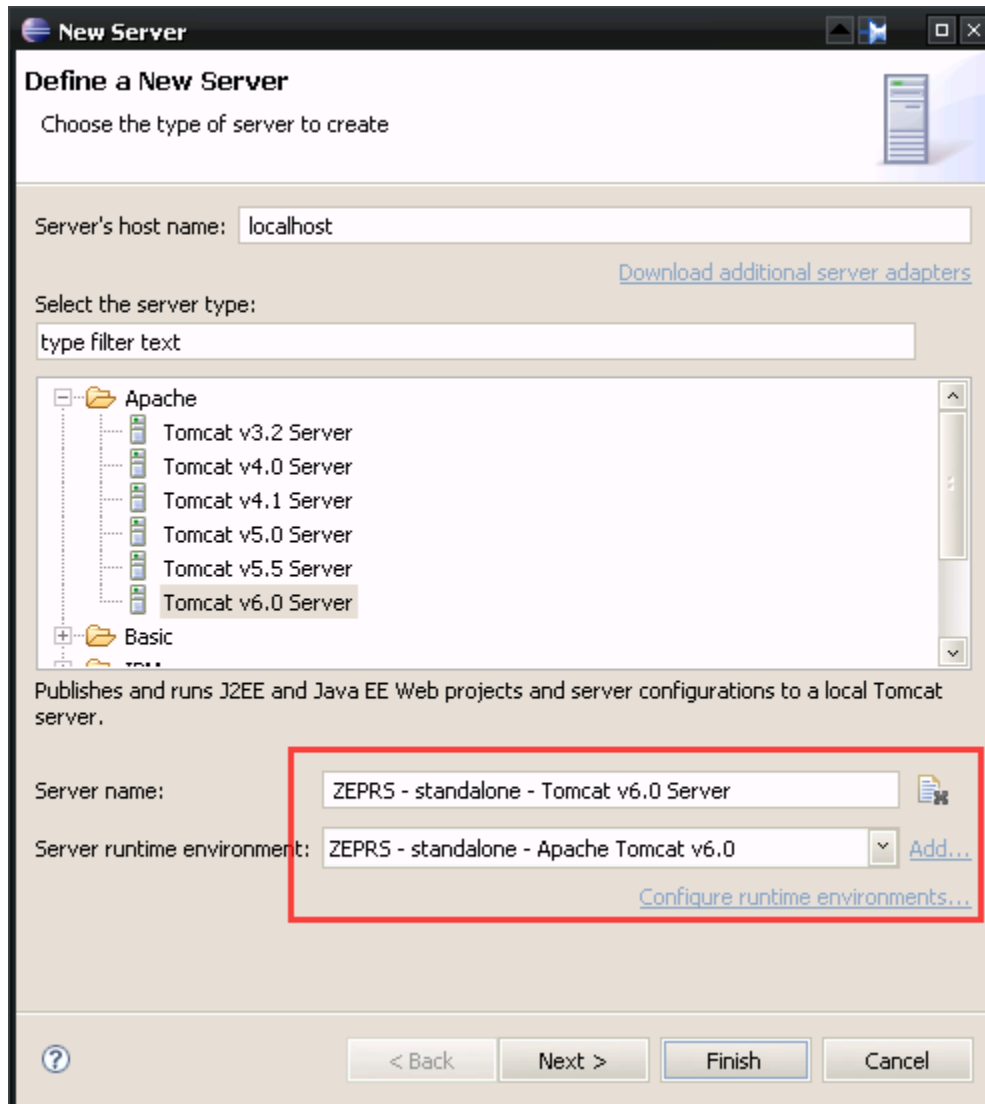 New Server
Define a New Server
Choose the type of server to create
Server's host name: localhost
Download additional server adapters
Select the server type:
type filter text
Apache
Tomcat v3.2 Server
Tomcat v4.0 Server
Tomcat v4.1 Server
Tomcat v5.0 Server
Tomcat v5.5 Server
Tomcat v6.0 Server
Basic
Publishes and runs J2EE and Java EE Web projects and server configurations to a local Tomcat
server.
Server name: ZEPRS - standalone - Tomcat v6.0 Server
Server runtime environment: ZEPRS - standalone - Apache Tomcat v6.0 Add...
Configure runtime environments...
? < Back Next > Finish Cancel